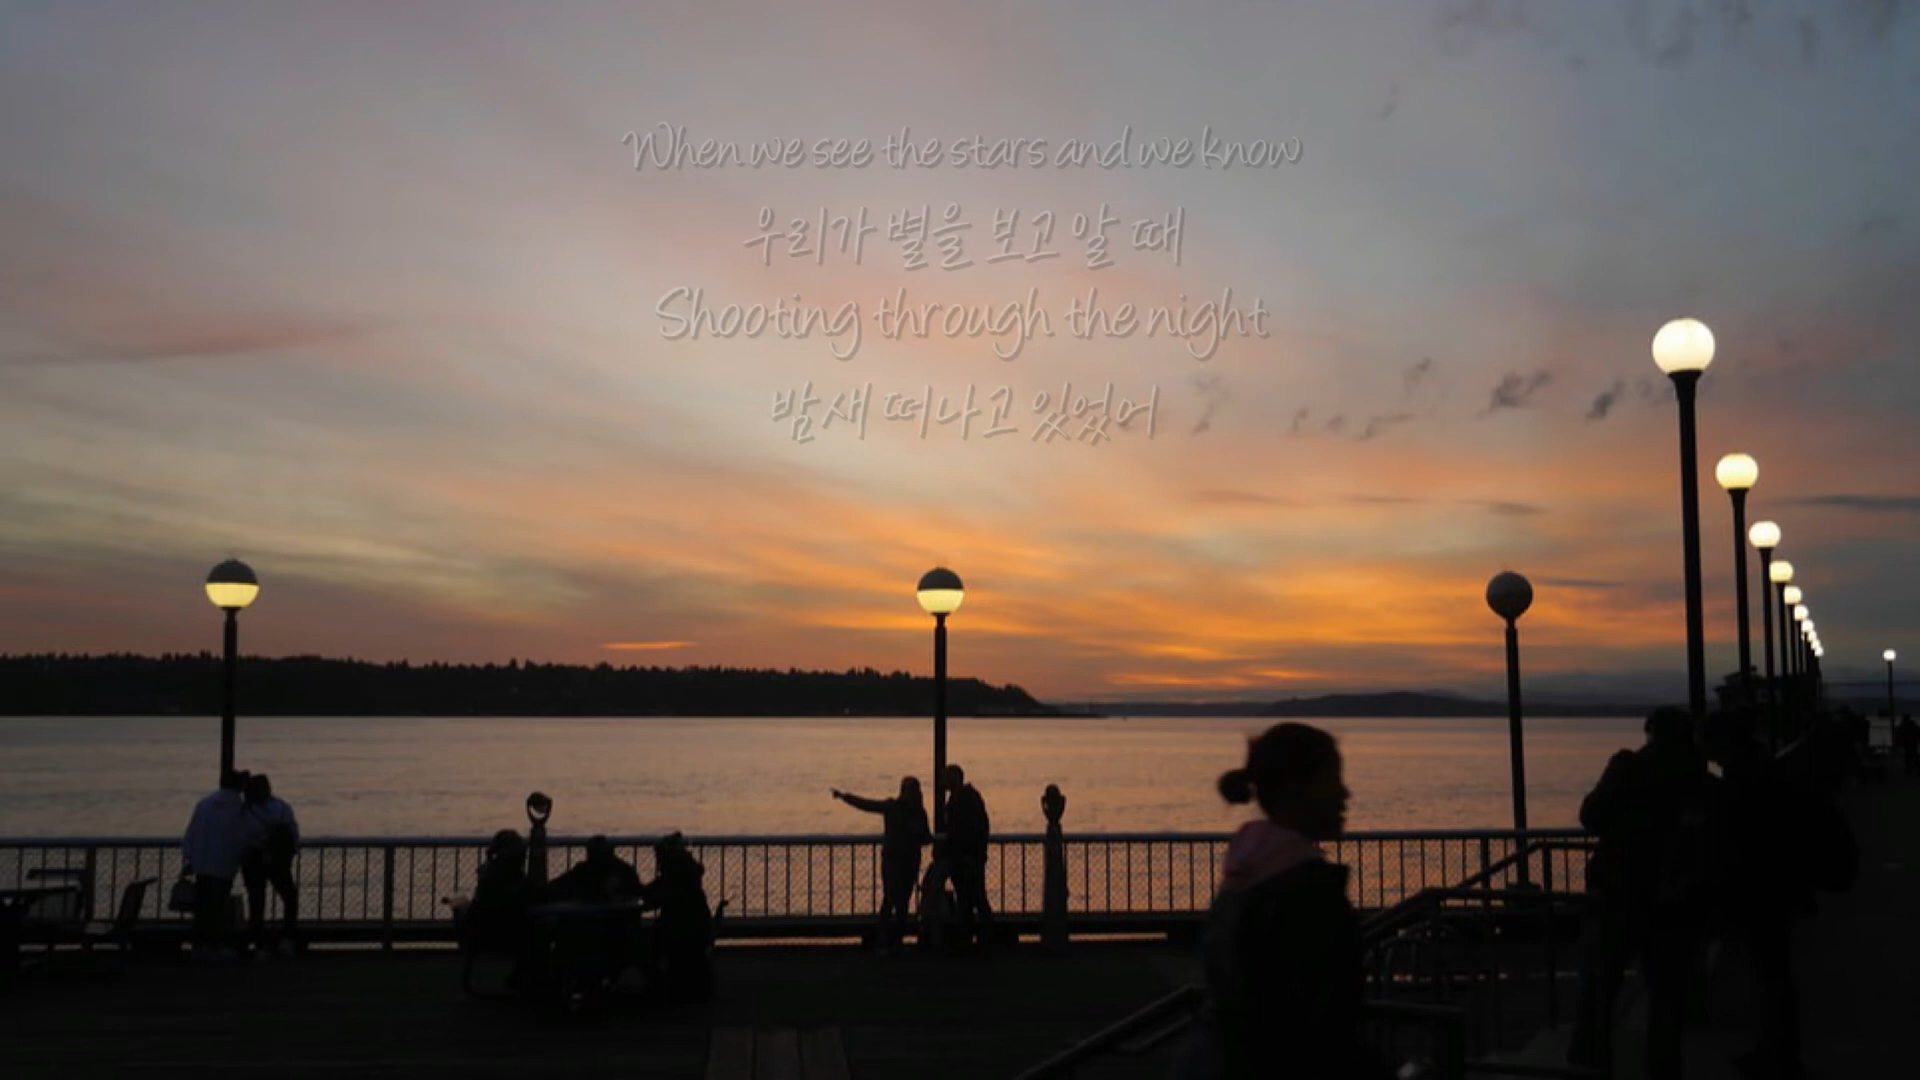 When we see the stars and we know
우리가 별을 보고 알 때
Shooting through the night
밤새 떠나고 있었어